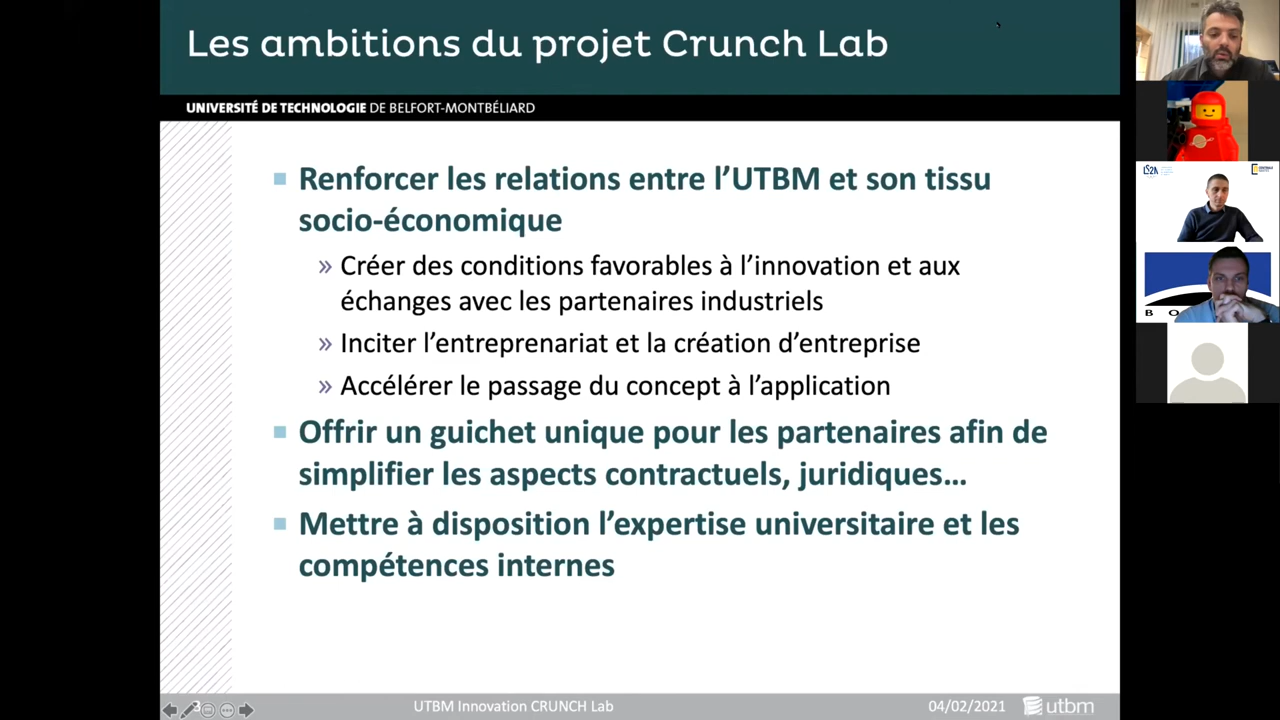 Les ambitions du projet Crunch Lab
UNIVERSITÉ DE TECHNOLOGIE DE BELFORT-MONTBÉLIARD
Renforcer les relations entre l’UTBM et son tissu
socio-économique
» Créer des conditions favorables à l’innovation et aux
échanges avec les partenaires industriels
» Inciter l’entreprenariat et la création d’entreprise
» Accélérer le passage du concept à l’application
Offrir un guichet unique pour les partenaires afin de
simplifier les aspects contractuels, juridiques...
Mettre à disposition l’expertise universitaire et les
compétences internes
3
UTBM Innovation CRUNCH Lab
04/02/2021
utbm
LS2N
B O